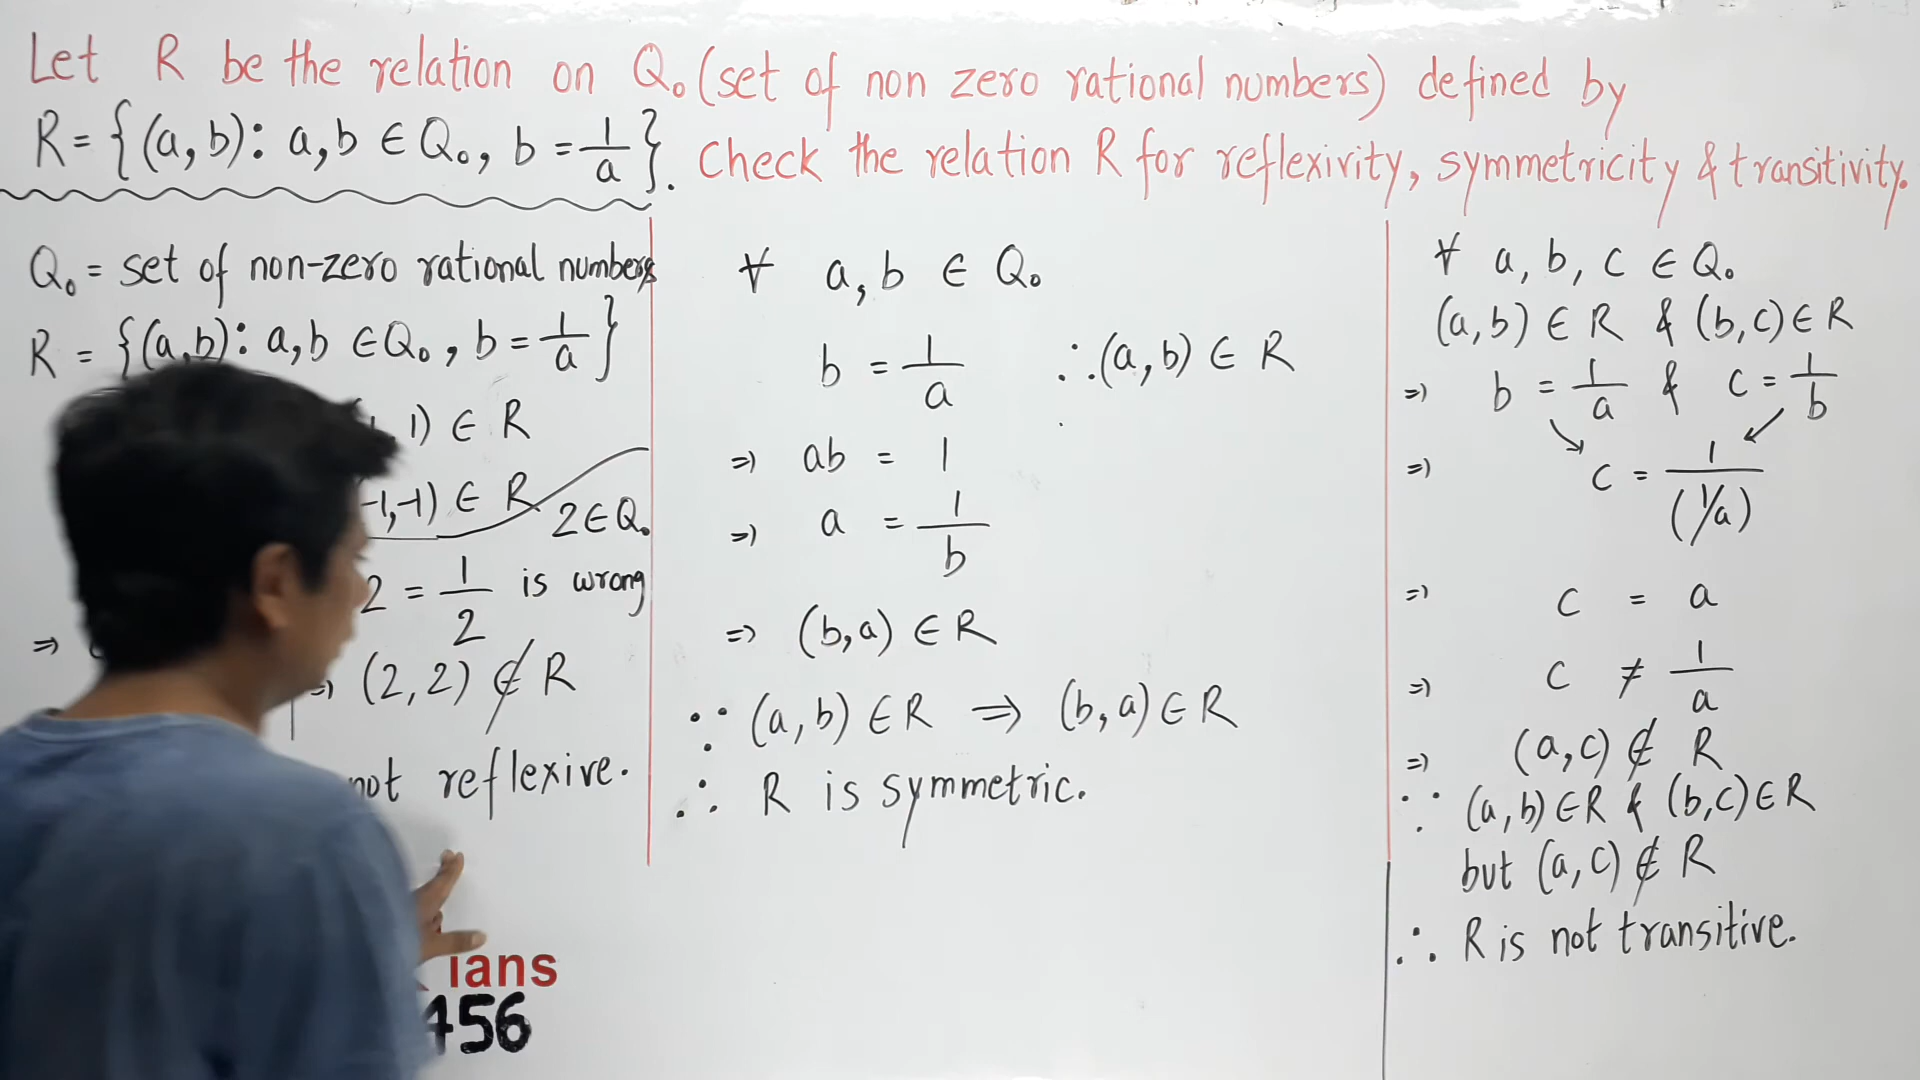 Let R be the relation on Q₀ (set of non zero rational numbers) defined by
R = {(a, b) : a, b ∈ Q₀, b = 1/a}. Check the relation R for reflexivity, symmetricity & transitivity.
Q₀ = set of non-zero rational numbers
R = {(a, b) : a, b ∈ Q₀, b = 1/a}
, 1) ∈ R
-1, -1) ∈ R
2 ∈ Q₀
2 = 1/2 is wrong
⇒
⇒ (2, 2) ∉ R
not reflexive.
∀ a, b ∈ Q₀
b = 1/a ∴ (a, b) ∈ R
⇒ ab = 1
⇒ a = 1/b
⇒ (b, a) ∈ R
∵ (a, b) ∈ R ⇒ (b, a) ∈ R
∴ R is symmetric.
∀ a, b, c ∈ Q₀
(a, b) ∈ R & (b, c) ∈ R
⇒ b = 1/a & c = 1/b
⇒ c = 1/(1/a)
⇒ c = a
⇒ c ≠ 1/a
⇒ (a, c) ∉ R
∵ (a, b) ∈ R & (b, c) ∈ R
but (a, c) ∉ R
∴ R is not transitive.
ians
456